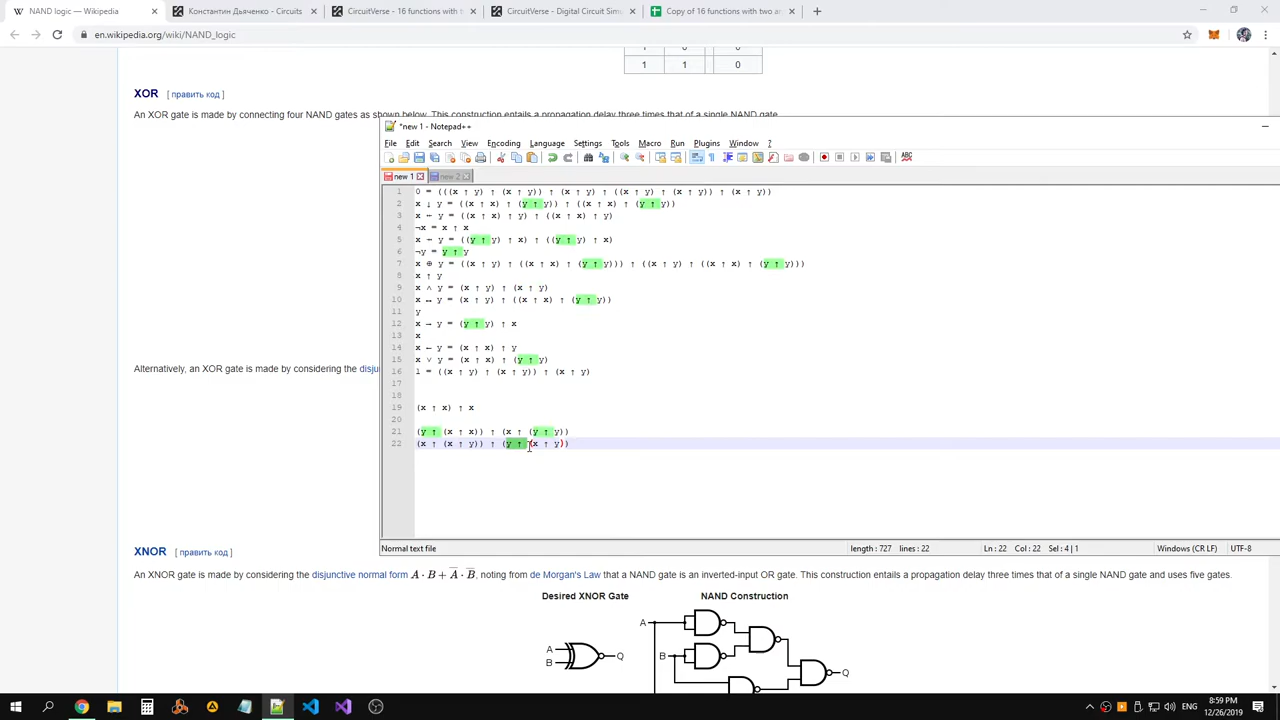 NAND logic — Wikipedia
Константин Дьяченко - Circuits
CircuitVerse - 16 functions with t
CircuitVerse - Digital Circuit Simu
Copy of 16 functions with two ar
en.wikipedia.org/wiki/NAND_logic
1 0 0
1 1 0
XOR [ править код ]
An XOR gate is made by connecting four NAND gates as shown below. This construction entails a propagation delay three times that of a single NAND gate
*new 1 - Notepad++
File Edit Search View Encoding Language Settings Tools Macro Run Plugins Window ?
new 1 new 2
1 0 = (((x ↑ y) ↑ (x ↑ y)) ↑ (x ↑ y) ↑ ((x ↑ y) ↑ (x ↑ y)) ↑ (x ↑ y))
2 x ↓ y = ((x ↑ x) ↑ (y ↑ y)) ↑ ((x ↑ x) ↑ (y ↑ y))
3 x ↚ y = ((x ↑ x) ↑ y) ↑ ((x ↑ x) ↑ y)
4 ¬x = x ↑ x
5 x ↛ y = ((y ↑ y) ↑ x) ↑ ((y ↑ y) ↑ x)
6 ¬y = y ↑ y
7 x ⊕ y = ((x ↑ y) ↑ ((x ↑ x) ↑ (y ↑ y))) ↑ ((x ↑ y) ↑ ((x ↑ x) ↑ (y ↑ y)))
8 x ↑ y
9 x ∧ y = (x ↑ y) ↑ (x ↑ y)
10 x ↔ y = (x ↑ y) ↑ ((x ↑ x) ↑ (y ↑ y))
11 y
12 x → y = (y ↑ y) ↑ x
13 x
14 x ← y = (x ↑ x) ↑ y
15 x ∨ y = (x ↑ x) ↑ (y ↑ y)
16 1 = ((x ↑ y) ↑ (x ↑ y)) ↑ (x ↑ y)
17
18
19 (x ↑ x) ↑ x
20
21 (y ↑ (x ↑ x)) ↑ (x ↑ (y ↑ y))
22 (x ↑ (x ↑ y)) ↑ (y ↑ (x ↑ y))
Alternatively, an XOR gate is made by considering the
Normal text file length : 727 lines : 22 Ln : 22 Col : 22 Sel : 4 | 1 Windows (CR LF) UTF-8
XNOR [ править код ]
An XNOR gate is made by considering the disjunctive normal form A · B + A̅ · B̅, noting from de Morgan's Law that a NAND gate is an inverted-input OR gate. This construction entails a propagation delay three times that of a single NAND gate and uses five gates.
Desired XNOR Gate NAND Construction
A
A
B
Q
B
Q
ENG
8:59 PM
12/26/2019